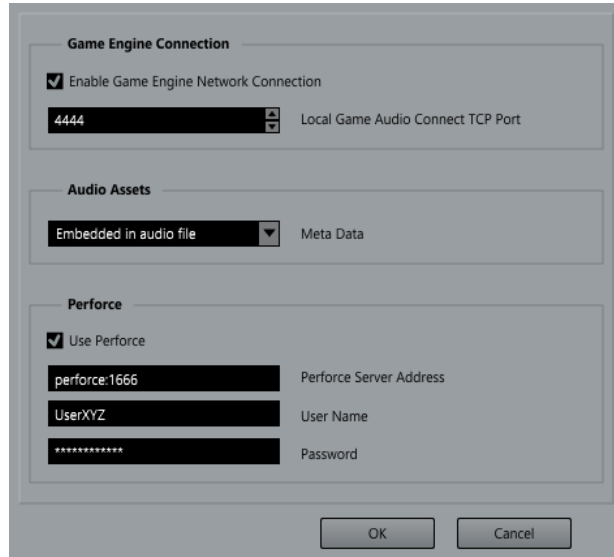 Game Engine Connection
Enable Game Engine Network Connection
4444 Local Game Audio Connect TCP Port
Audio Assets
Embedded in audio file Meta Data
Perforce
Use Perforce
perforce:1666 Perforce Server Address
UserXYZ User Name
************ Password
OK Cancel